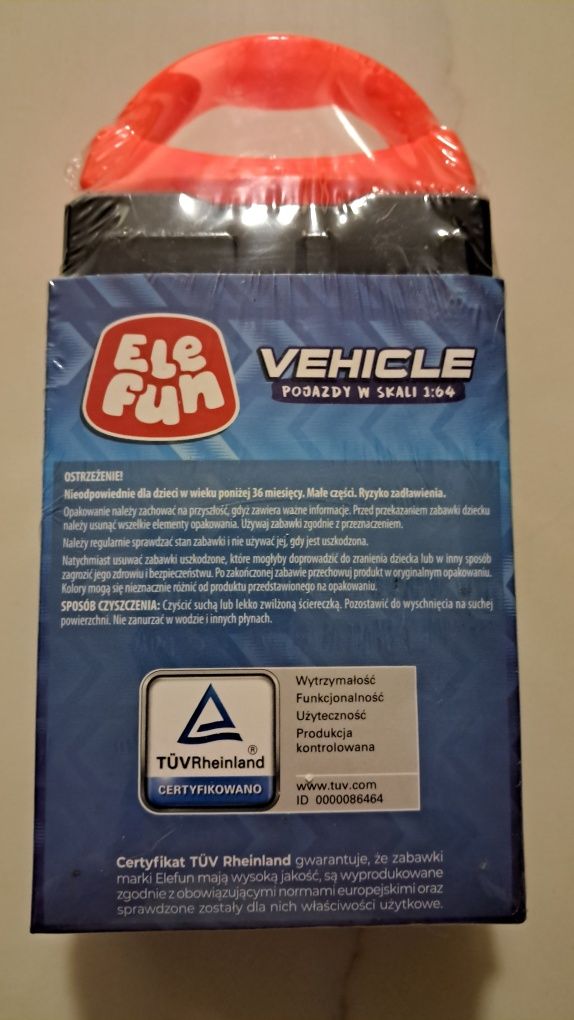 Ele
fun
VEHICLE
POJAZDY W SKALI 1:64
OSTRZEŻENIE!
Nieodpowiednie dla dzieci w wieku poniżej 36 miesięcy. Małe części. Ryzyko zadławienia.
Opakowanie należy zachować na przyszłość, gdyż zawiera ważne informacje. Przed przekazaniem zabawki dziecku
należy usunąć wszelkie elementy opakowania. Używaj zabawki zgodnie z przeznaczeniem.
Należy regularnie sprawdzać stan zabawki i nie używać jej, gdy jest uszkodzona.
Natychmiast usuwać zabawki uszkodzone, które mogłyby doprowadzić do zranienia dziecka lub w inny sposób
zagrozić jego zdrowiu i bezpieczeństwu. Po zakończonej zabawie przechowuj produkt w oryginalnym opakowaniu.
Kolory mogą się nieznacznie różnić od produktu przedstawionego na opakowaniu.
SPOSÓB CZYSZCZENIA: Czyścić suchą lub lekko zwilżoną ściereczką. Pozostawić do wyschnięcia na suchej
powierzchni. Nie zanurzać w wodzie i innych płynach.
TÜVRheinland®
CERTYFIKOWANO
Wytrzymałość
Funkcjonalność
Użyteczność
Produkcja
kontrolowana
www.tuv.com
ID 0000086464
Certyfikat TÜV Rheinland gwarantuje, że zabawki
marki Elefun mają wysoką jakość, są wyprodukowane
zgodnie z obowiązującymi normami europejskimi oraz
sprawdzone zostały dla nich właściwości użytkowe.